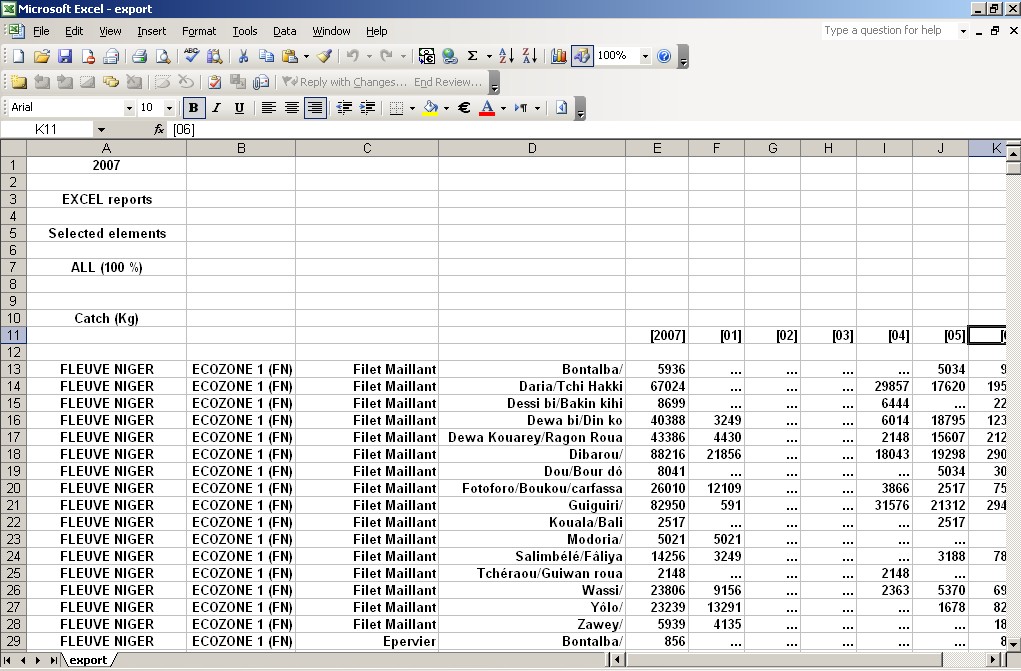 Microsoft Excel - export
File Edit View Insert Format Tools Data Window Help Type a question for help
100%
Reply with Changes... End Review...
Arial 10 B I U
K11 fx [06]
A B C D E F G H I J K
1 2007
2
3 EXCEL reports
4
5 Selected elements
6
7 ALL (100 %)
8
9
10 Catch (Kg)
11 [2007] [01] [02] [03] [04] [05]
12
13 FLEUVE NIGER ECOZONE 1 (FN) Filet Maillant Bontalba/ 5936 ... ... ... ... 5034 9
14 FLEUVE NIGER ECOZONE 1 (FN) Filet Maillant Daria/Tchi Hakki 67024 ... ... ... 29857 17620 195
15 FLEUVE NIGER ECOZONE 1 (FN) Filet Maillant Dessi bi/Bakin kihi 8699 ... ... ... 6444 ... 22
16 FLEUVE NIGER ECOZONE 1 (FN) Filet Maillant Dewa bi/Din ko 40388 3249 ... ... 6014 18795 123
17 FLEUVE NIGER ECOZONE 1 (FN) Filet Maillant Dewa Kouarey/Ragon Roua 43386 4430 ... ... 2148 15607 212
18 FLEUVE NIGER ECOZONE 1 (FN) Filet Maillant Dibarou/ 88216 21856 ... ... 18043 19298 290
19 FLEUVE NIGER ECOZONE 1 (FN) Filet Maillant Dou/Bour dô 8041 ... ... ... ... 5034 30
20 FLEUVE NIGER ECOZONE 1 (FN) Filet Maillant Fotoforo/Boukou/carfassa 26010 12109 ... ... 3866 2517 75
21 FLEUVE NIGER ECOZONE 1 (FN) Filet Maillant Guiguiri/ 82950 591 ... ... 31576 21312 294
22 FLEUVE NIGER ECOZONE 1 (FN) Filet Maillant Kouala/Bali 2517 ... ... ... ... 2517
23 FLEUVE NIGER ECOZONE 1 (FN) Filet Maillant Modoria/ 5021 5021 ... ... ... ...
24 FLEUVE NIGER ECOZONE 1 (FN) Filet Maillant Salimbélé/Fáliya 14256 3249 ... ... ... 3188 78
25 FLEUVE NIGER ECOZONE 1 (FN) Filet Maillant Tchéraou/Guiwan roua 2148 ... ... ... 2148 ...
26 FLEUVE NIGER ECOZONE 1 (FN) Filet Maillant Wassi/ 23806 9156 ... ... 2363 5370 69
27 FLEUVE NIGER ECOZONE 1 (FN) Filet Maillant Yôlo/ 23239 13291 ... ... ... 1678 82
28 FLEUVE NIGER ECOZONE 1 (FN) Filet Maillant Zawey/ 5939 4135 ... ... ... ... 18
29 FLEUVE NIGER ECOZONE 1 (FN) Epervier Bontalba/ 856 ... ... ... ... ... 8
export